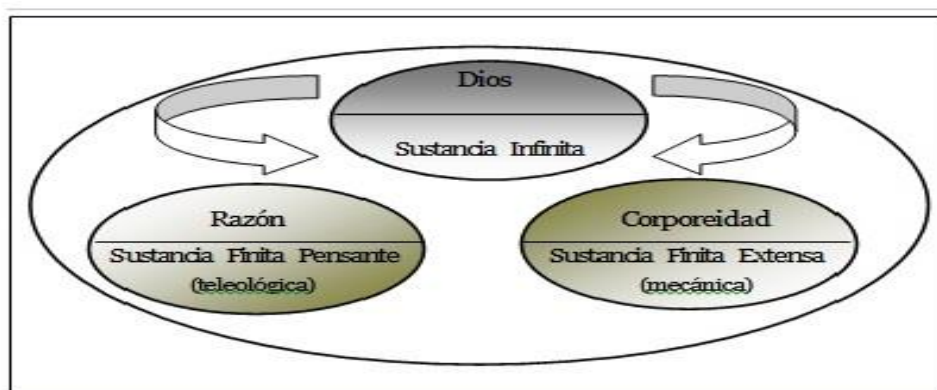 Dios
Sustancia Infinita
Razón
Sustancia Finita Pensante
(teleológica)
Corporeidad
Sustancia Finita Extensa
(mecánica)